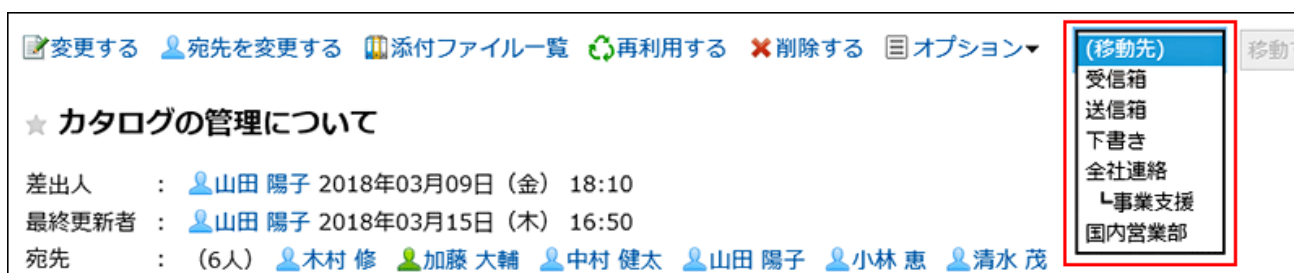 変更する 宛先を変更する 添付ファイル一覧 再利用する 削除する オプション▾ (移動先) 移動
受信箱
送信箱
下書き
全社連絡
┗事業支援
国内営業部
カタログの管理について
差出人 : 山田 陽子 2018年03月09日（金） 18:10
最終更新者 : 山田 陽子 2018年03月15日（木） 16:50
宛先 : （6人） 木村 修 加藤 大輔 中村 健太 山田 陽子 小林 恵 清水 茂